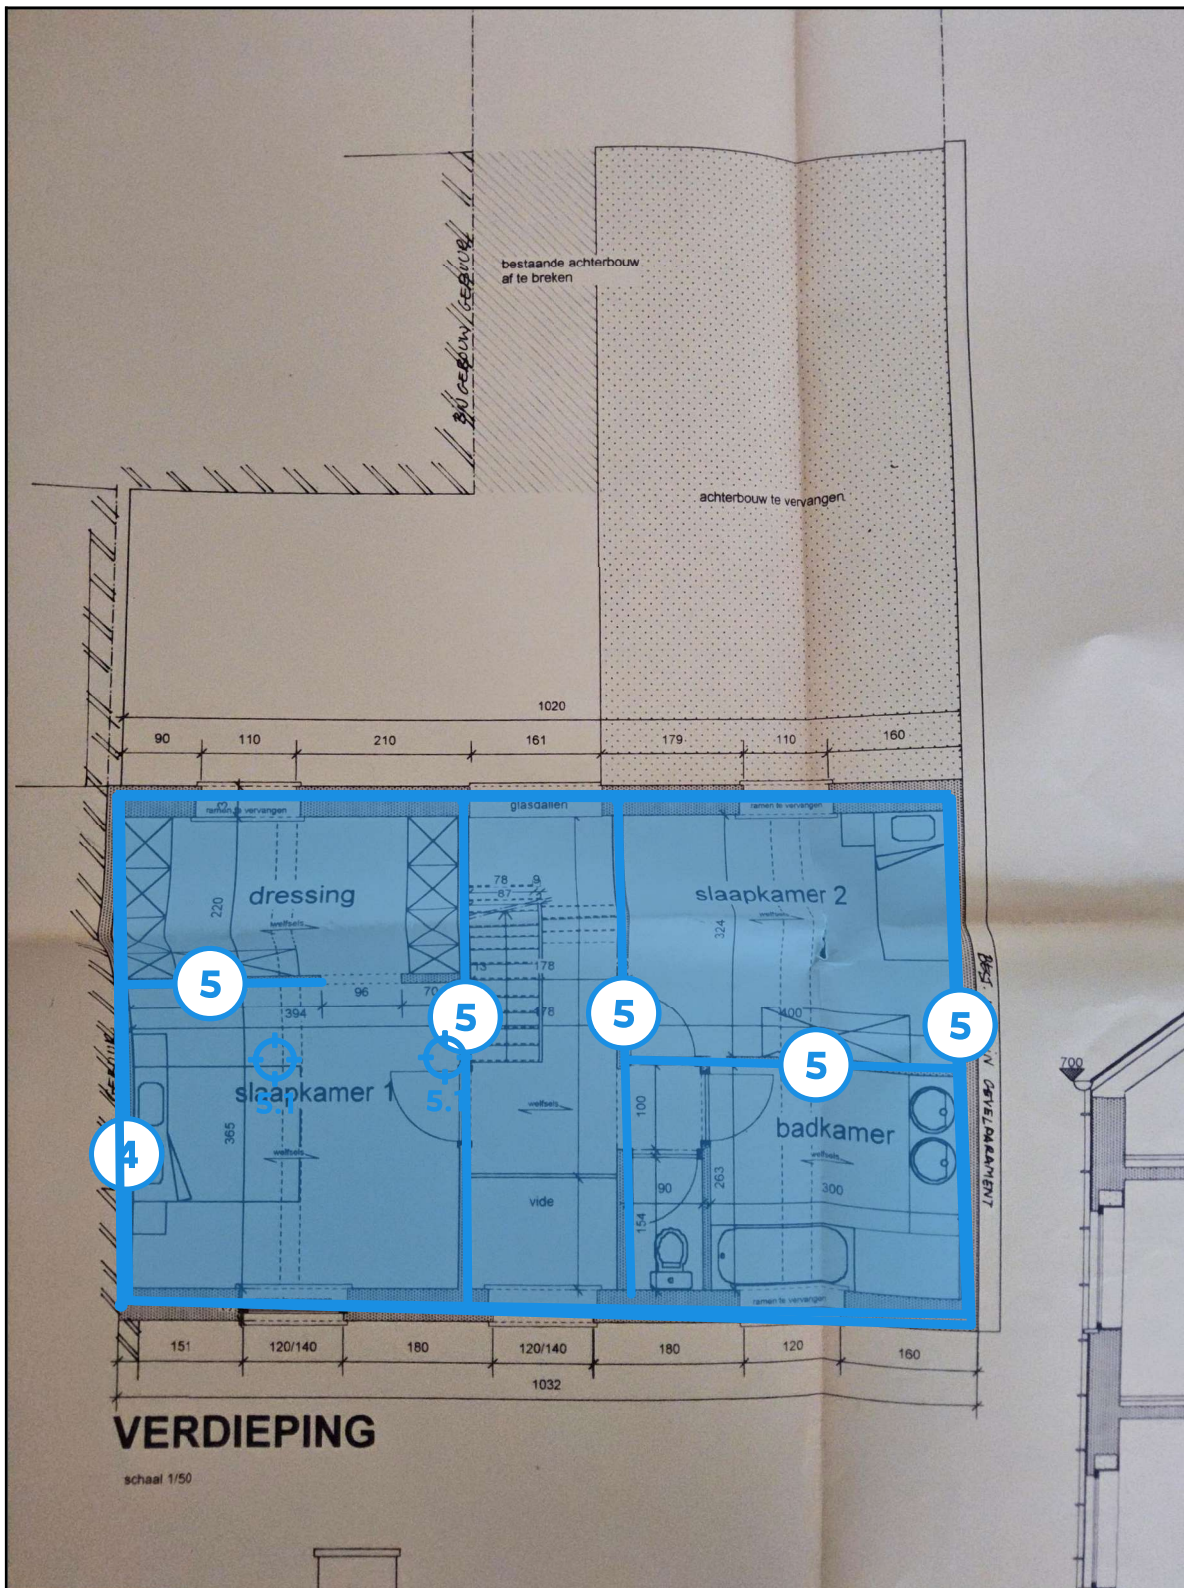 bestaande achterbouw
af te breken
achterbouw te vervangen
1020
90 110 210 161 179 110 160
ramen te vervangen
glasdallen
ramen te vervangen
dressing
slaapkamer 2
welfsels
welfsels
220
324
78 9
87
13 178
178
5
96 70
394
400
5
5
5
5
5.1
5.1
slaapkamer 1
365
welfsels
4
welfsels
100
badkamer
welfsels
90
263
300
154
vide
GEBOUW
GEVELPARAMENT
700
ramen te vervangen
151 120/140 180 120/140 180 120 160
1032
VERDIEPING
schaal 1/50